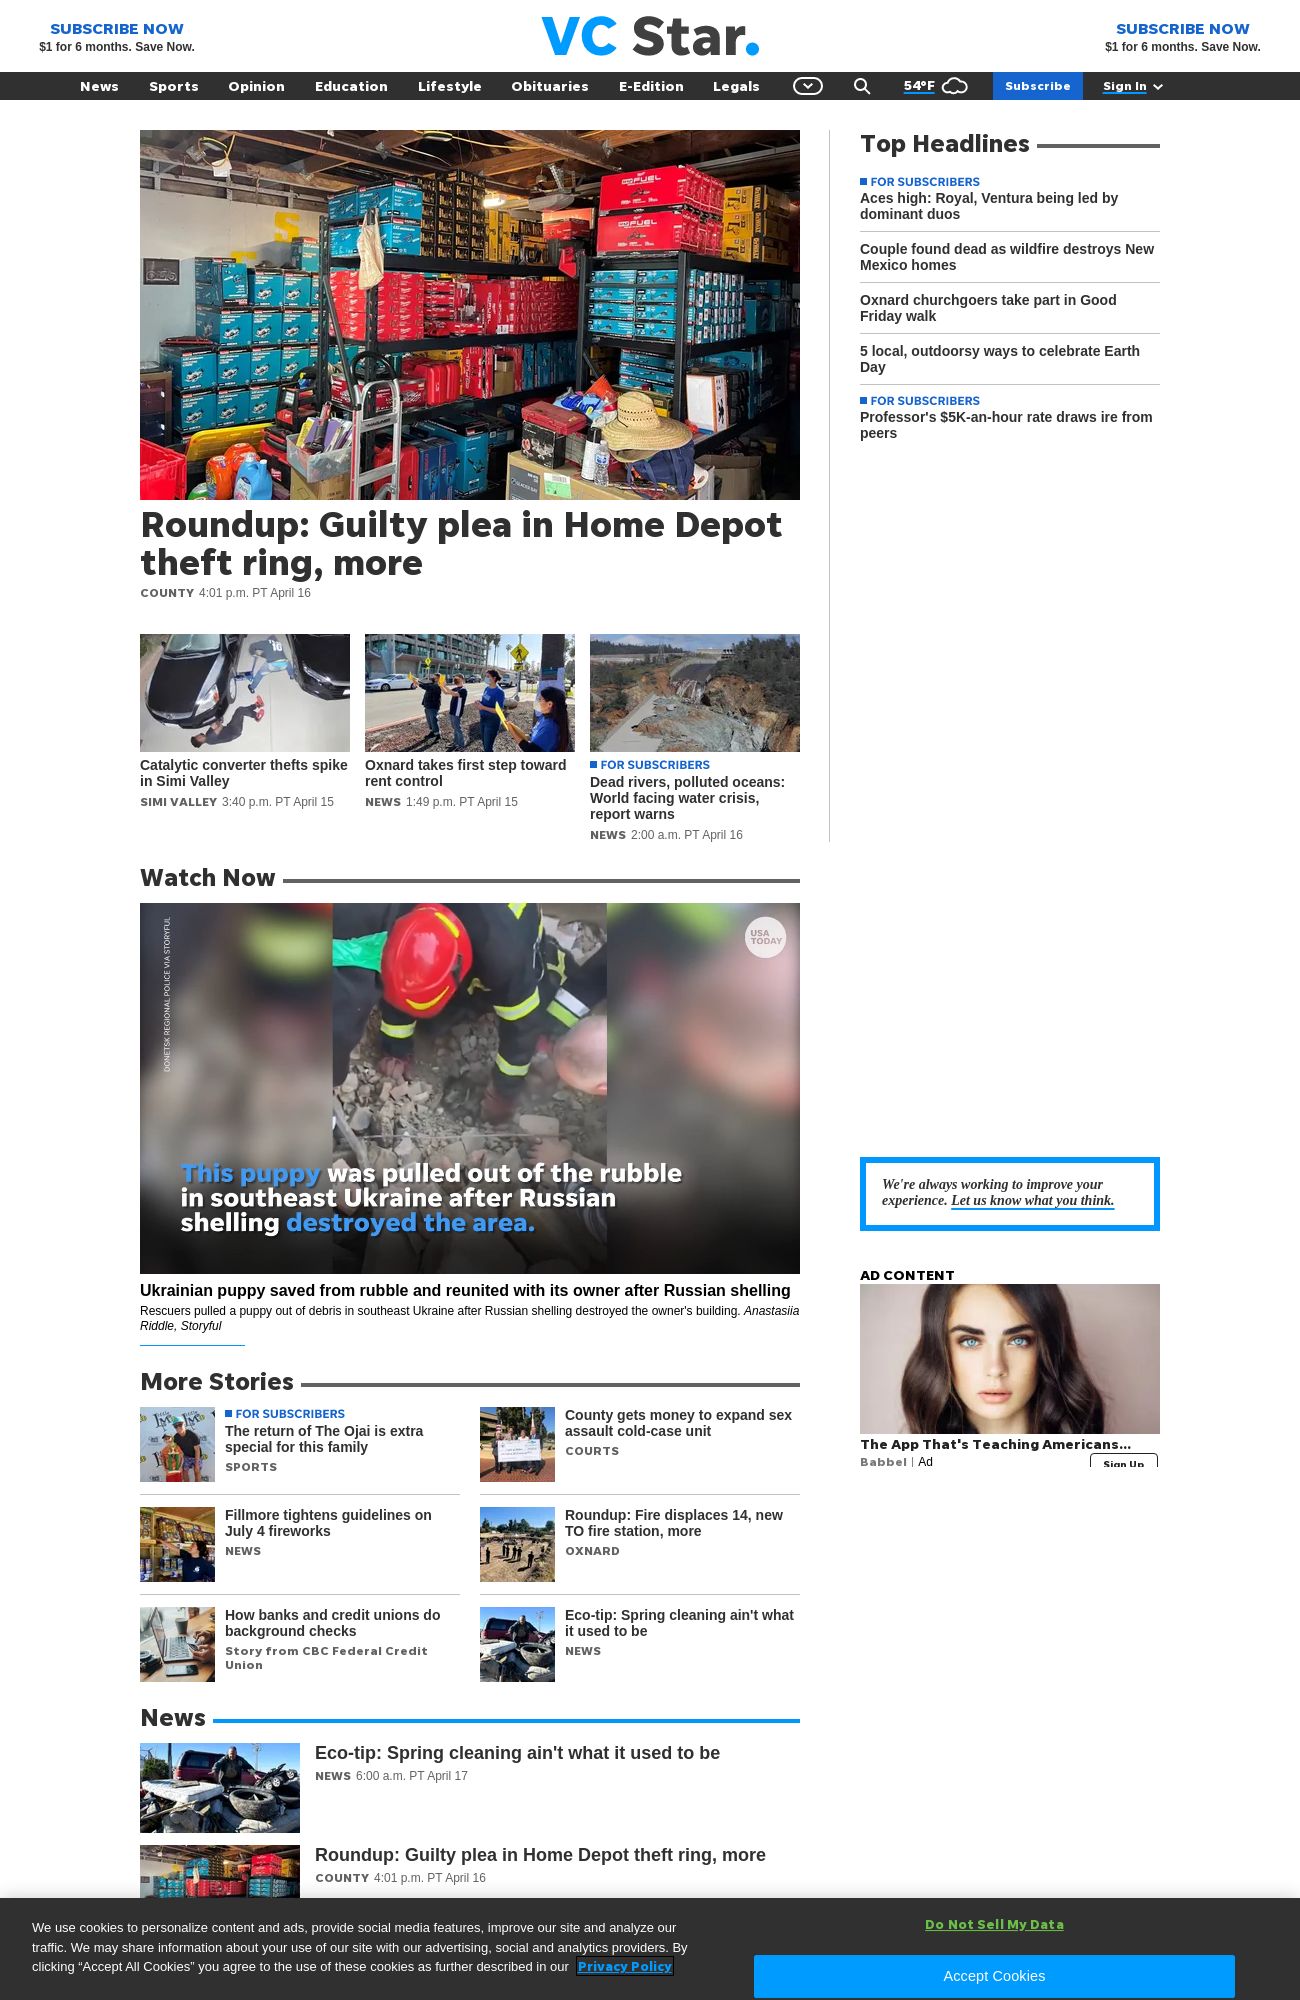 SUBSCRIBE NOW
$1 for 6 months. Save Now.
VC Star.
SUBSCRIBE NOW
$1 for 6 months. Save Now.
News Sports Opinion Education Lifestyle Obituaries E-Edition Legals 54°F Subscribe Sign In
Roundup: Guilty plea in Home Depot
theft ring, more
COUNTY 4:01 p.m. PT April 16
Catalytic converter thefts spike
in Simi Valley
SIMI VALLEY 3:40 p.m. PT April 15
Oxnard takes first step toward
rent control
NEWS 1:49 p.m. PT April 15
FOR SUBSCRIBERS
Dead rivers, polluted oceans:
World facing water crisis,
report warns
NEWS 2:00 a.m. PT April 16
Top Headlines
FOR SUBSCRIBERS
Aces high: Royal, Ventura being led by
dominant duos
Couple found dead as wildfire destroys New
Mexico homes
Oxnard churchgoers take part in Good
Friday walk
5 local, outdoorsy ways to celebrate Earth
Day
FOR SUBSCRIBERS
Professor's $5K-an-hour rate draws ire from
peers
Watch Now
DONETSK REGIONAL POLICE VIA STORYFUL
USA
TODAY
This puppy was pulled out of the rubble
in southeast Ukraine after Russian
shelling destroyed the area.
Ukrainian puppy saved from rubble and reunited with its owner after Russian shelling
Rescuers pulled a puppy out of debris in southeast Ukraine after Russian shelling destroyed the owner's building. Anastasiia
Riddle, Storyful
We're always working to improve your
experience. Let us know what you think.
AD CONTENT
The App That's Teaching Americans...
Babbel | Ad
Sign Up
More Stories
FOR SUBSCRIBERS
The return of The Ojai is extra
special for this family
SPORTS
County gets money to expand sex
assault cold-case unit
COURTS
Fillmore tightens guidelines on
July 4 fireworks
NEWS
Roundup: Fire displaces 14, new
TO fire station, more
OXNARD
How banks and credit unions do
background checks
Story from CBC Federal Credit
Union
Eco-tip: Spring cleaning ain't what
it used to be
NEWS
News
Eco-tip: Spring cleaning ain't what it used to be
NEWS 6:00 a.m. PT April 17
Roundup: Guilty plea in Home Depot theft ring, more
COUNTY 4:01 p.m. PT April 16
We use cookies to personalize content and ads, provide social media features, improve our site and analyze our
traffic. We may share information about your use of our site with our advertising, social and analytics providers. By
clicking “Accept All Cookies” you agree to the use of these cookies as further described in our Privacy Policy
Do Not Sell My Data
Accept Cookies